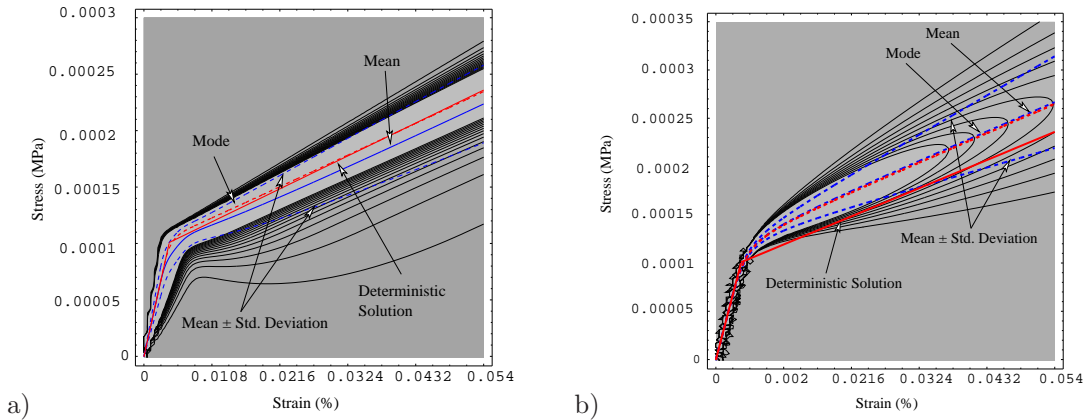 0.0003
0.00025
0.0002
0.00015
0.0001
0.00005
0
Stress (MPa)
Mean
Mode
Deterministic
Solution
Mean ± Std. Deviation
0 0.0108 0.0216 0.0324 0.0432 0.054
Strain (%)
a)
0.00035
0.0003
0.00025
0.0002
0.00015
0.0001
0.00005
0
Stress (MPa)
Mean
Mode
Mean ± Std. Deviation
Deterministic Solution
0 0.002 0.0216 0.0324 0.0432 0.054
Strain (%)
b)